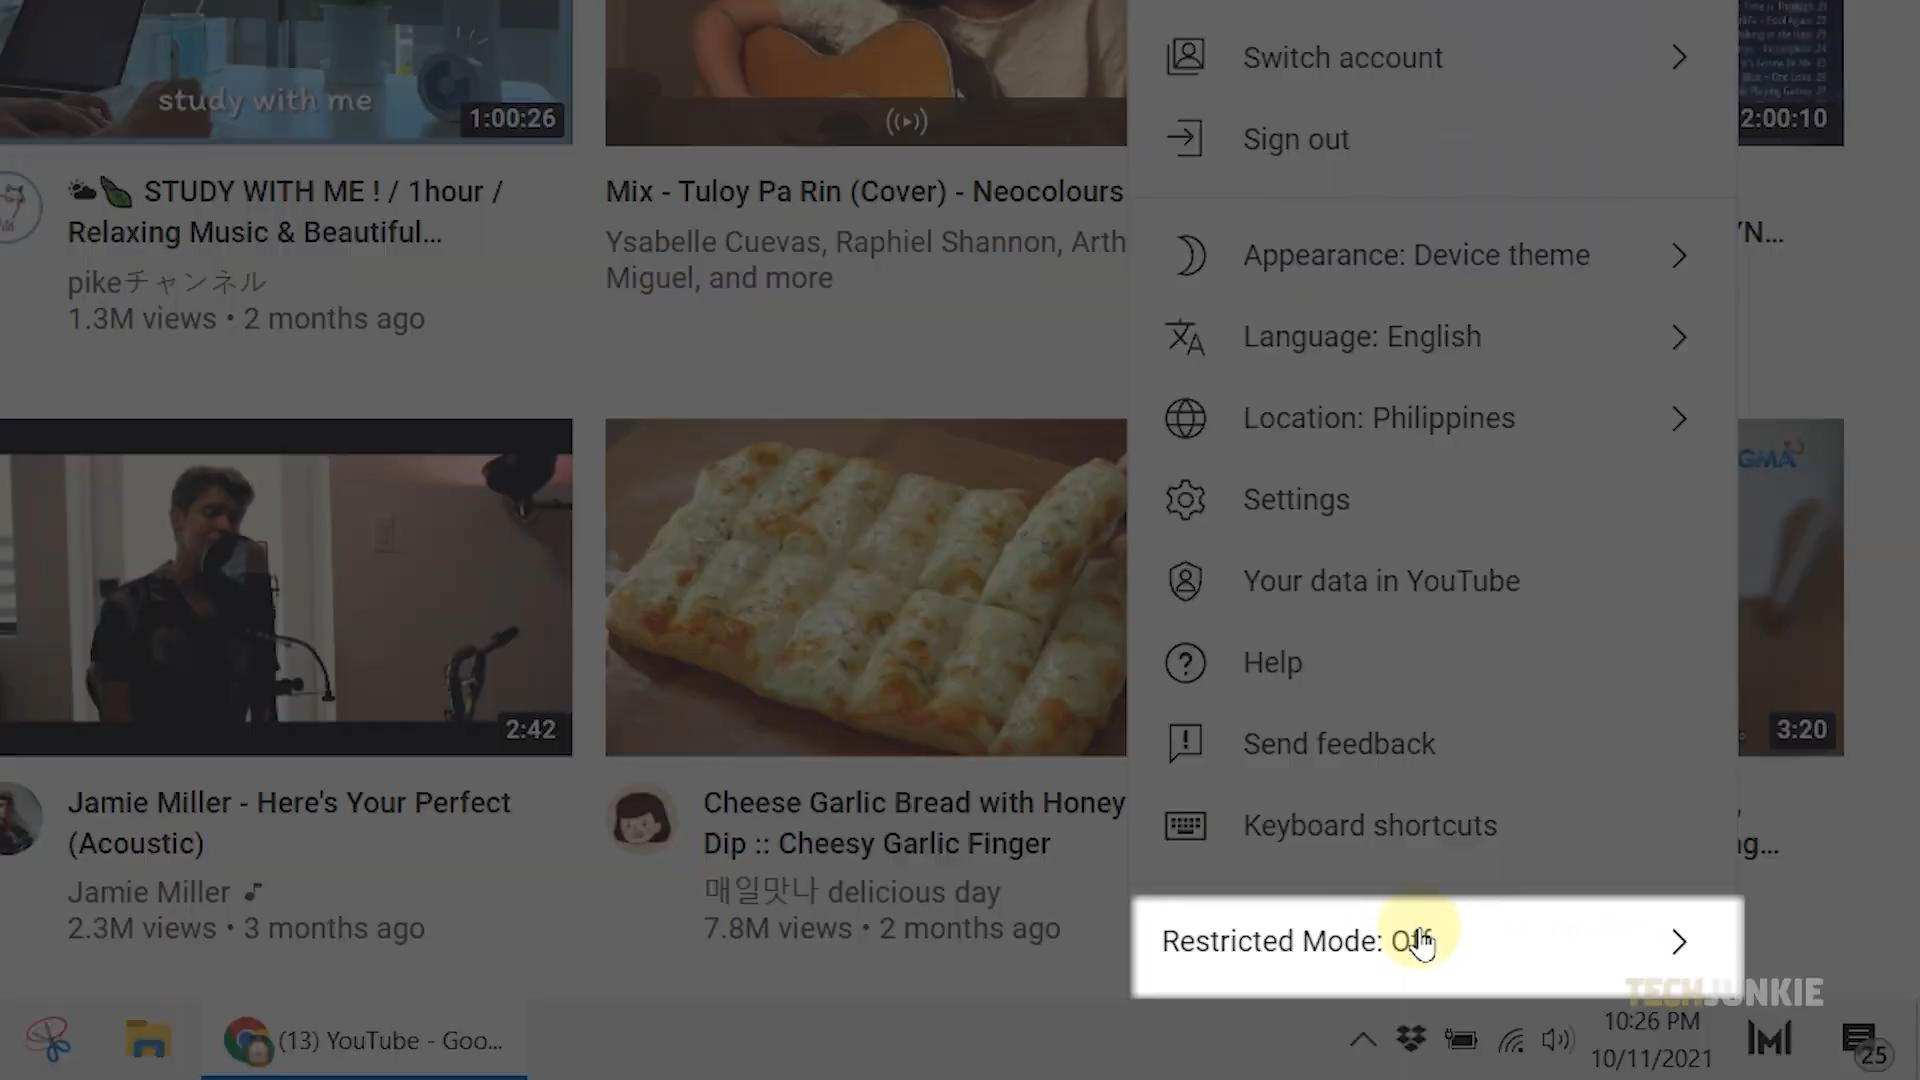 study with me
1:00:26
STUDY WITH ME ! / 1hour /
Relaxing Music & Beautiful...
pikeチャンネル
1.3M views • 2 months ago
Mix - Tuloy Pa Rin (Cover) - Neocolours
Ysabelle Cuevas, Raphiel Shannon, Arth
Miguel, and more
2:00:10
'N...
2:42
Jamie Miller - Here's Your Perfect
(Acoustic)
Jamie Miller
2.3M views • 3 months ago
Cheese Garlic Bread with Honey
Dip :: Cheesy Garlic Finger
매일맛나 delicious day
7.8M views • 2 months ago
GMA
3:20
ng...
Switch account
Sign out
Appearance: Device theme
Language: English
Location: Philippines
Settings
Your data in YouTube
Help
Send feedback
Keyboard shortcuts
Restricted Mode: Off
TECHJUNKIE
(13) YouTube - Goo...
10:26 PM
10/11/2021
25